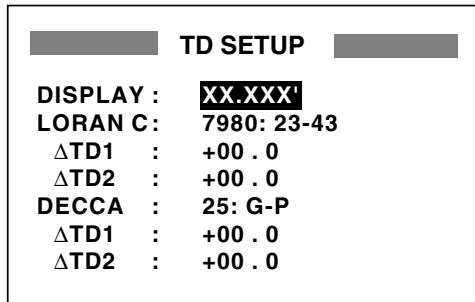 TD SETUP
DISPLAY : XX.XXX'
LORAN C : 7980: 23-43
ΔTD1 : +00 . 0
ΔTD2 : +00 . 0
DECCA : 25: G-P
ΔTD1 : +00 . 0
ΔTD2 : +00 . 0